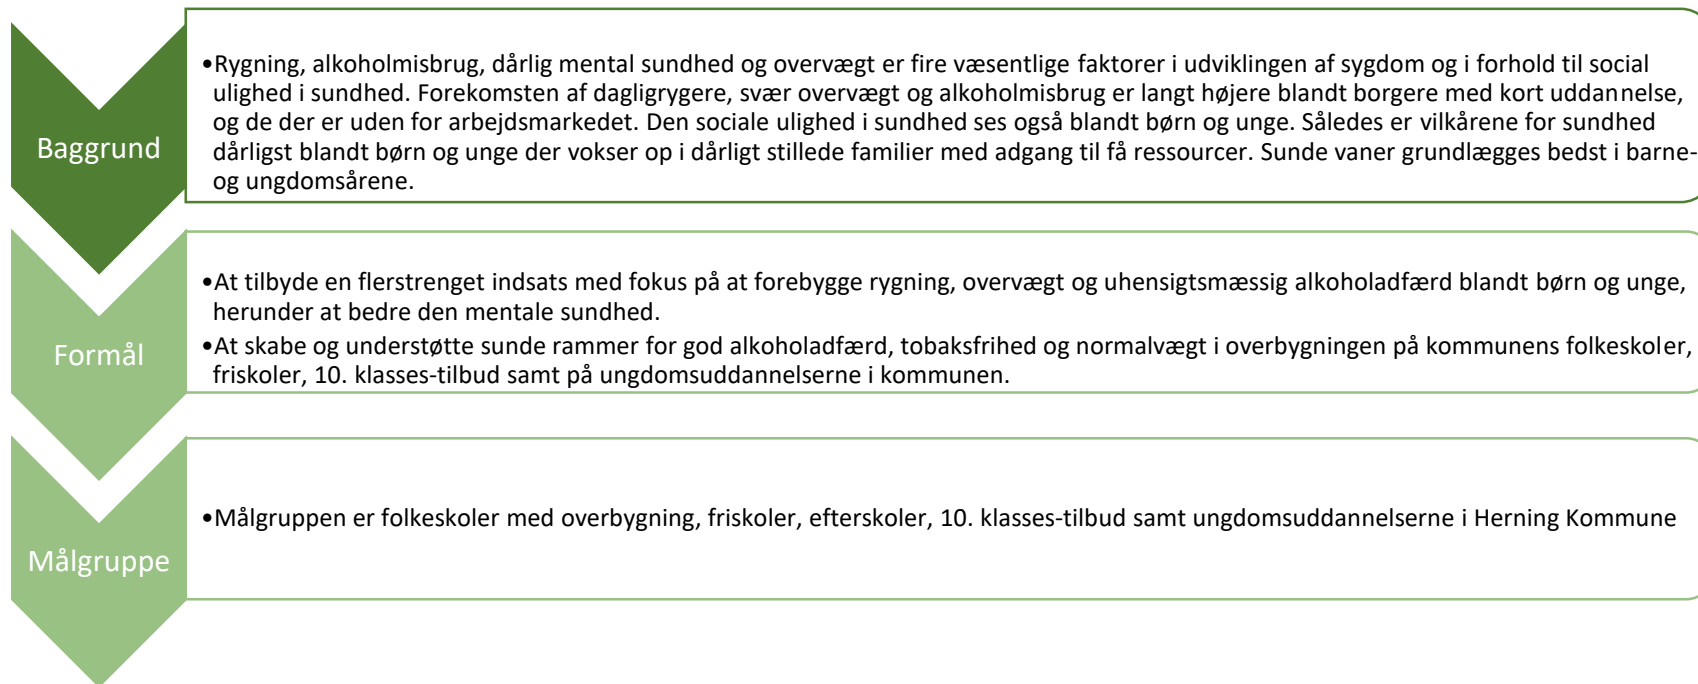 Baggrund
•Rygning, alkoholmisbrug, dårlig mental sundhed og overvægt er fire væsentlige faktorer i udviklingen af sygdom og i forhold til social
ulighed i sundhed. Forekomsten af dagligrygere, svær overvægt og alkoholmisbrug er langt højere blandt borgere med kort uddannelse,
og de der er uden for arbejdsmarkedet. Den sociale ulighed i sundhed ses også blandt børn og unge. Således er vilkårene for sundhed
dårligst blandt børn og unge der vokser op i dårligt stillede familier med adgang til få ressourcer. Sunde vaner grundlægges bedst i barne-
og ungdomsårene.
Formål
•At tilbyde en flerstrenget indsats med fokus på at forebygge rygning, overvægt og uhensigtsmæssig alkoholadfærd blandt børn og unge,
herunder at bedre den mentale sundhed.
•At skabe og understøtte sunde rammer for god alkoholadfærd, tobaksfrihed og normalvægt i overbygningen på kommunens folkeskoler,
friskoler, 10. klasses-tilbud samt på ungdomsuddannelserne i kommunen.
Målgruppe
•Målgruppen er folkeskoler med overbygning, friskoler, efterskoler, 10. klasses-tilbud samt ungdomsuddannelserne i Herning Kommune